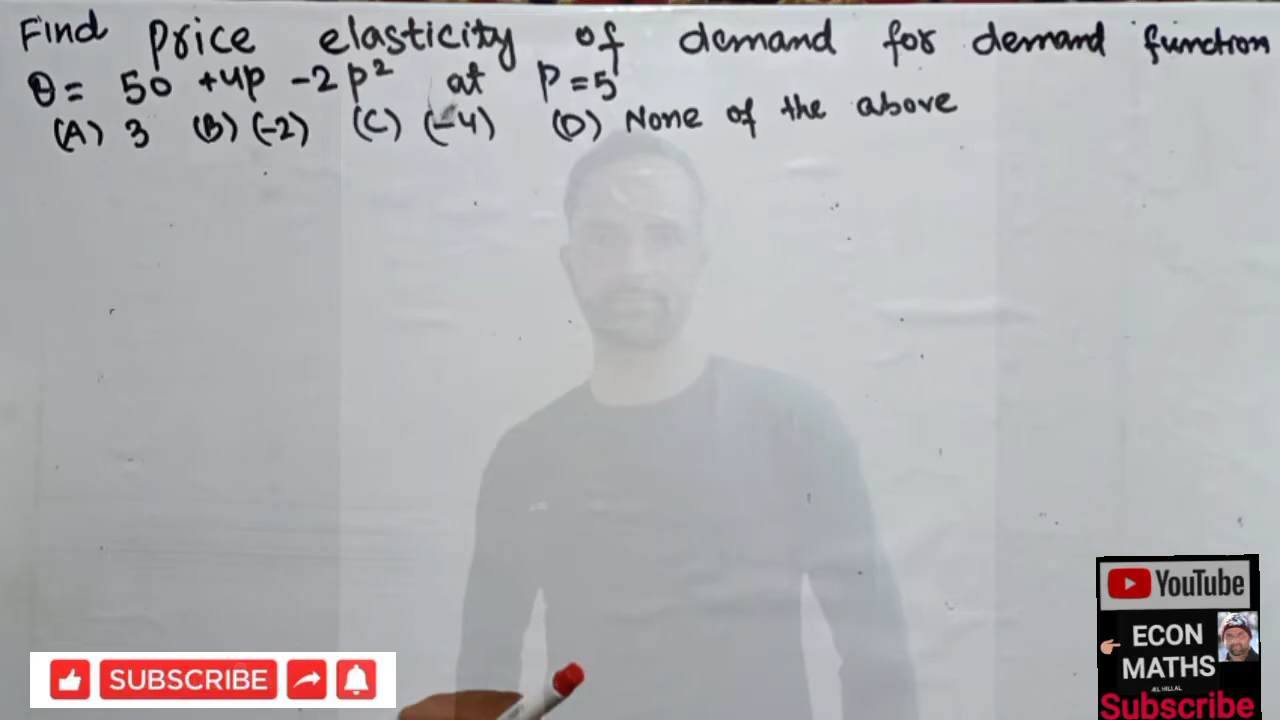 Find Price elasticity of demand for demand function
Q = 50 +4p -2p² at P=5
(A) 3 (B) (-2) (C) (-4) (D) None of the above
YouTube
ECON
MATHS
SUBSCRIBE
Subscribe